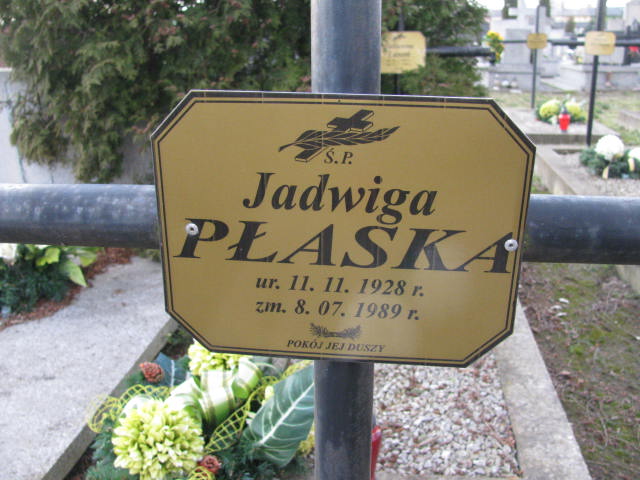 Ś.P.
Jadwiga
PŁASKA
ur. 11. 11. 1928 r.
zm. 8. 07. 1989 r.
POKÓJ JEJ DUSZY